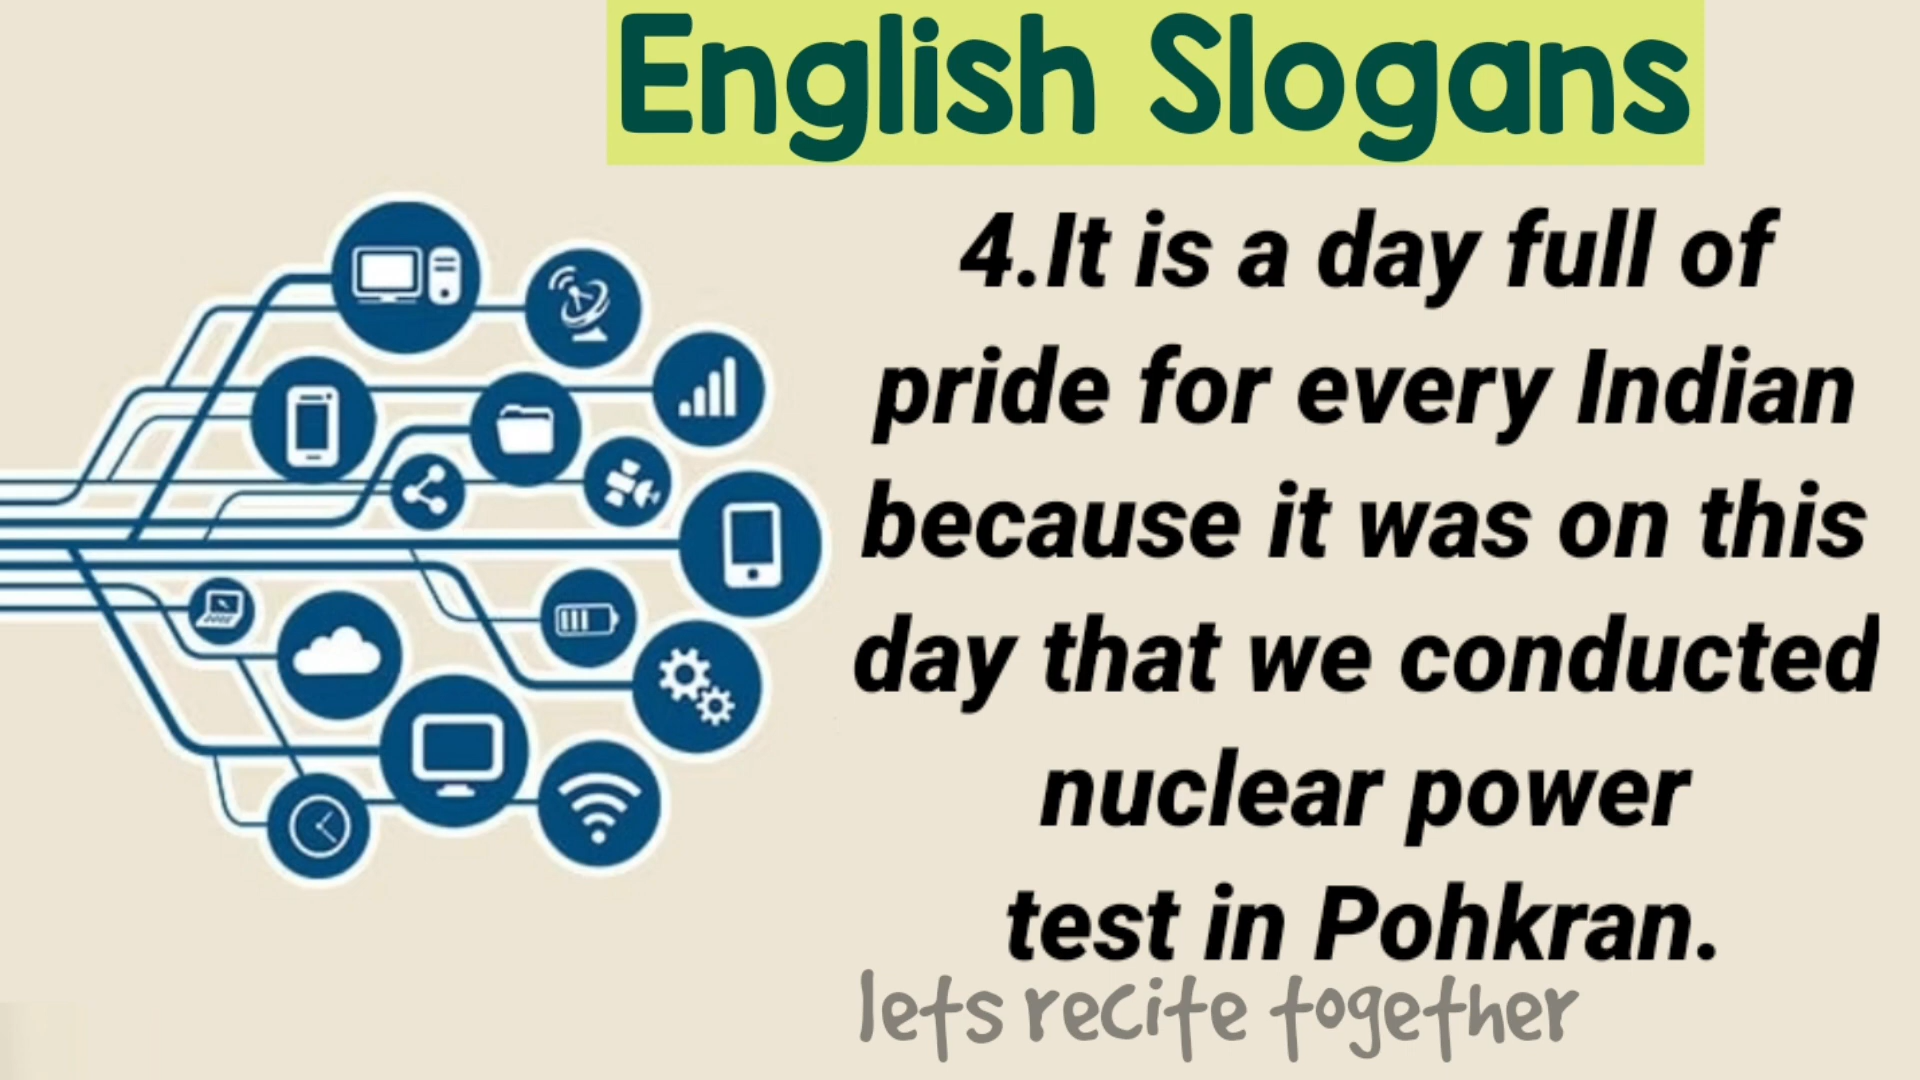 English Slogans
4.It is a day full of
pride for every Indian
because it was on this
day that we conducted
nuclear power
test in Pohkran.
lets recite together